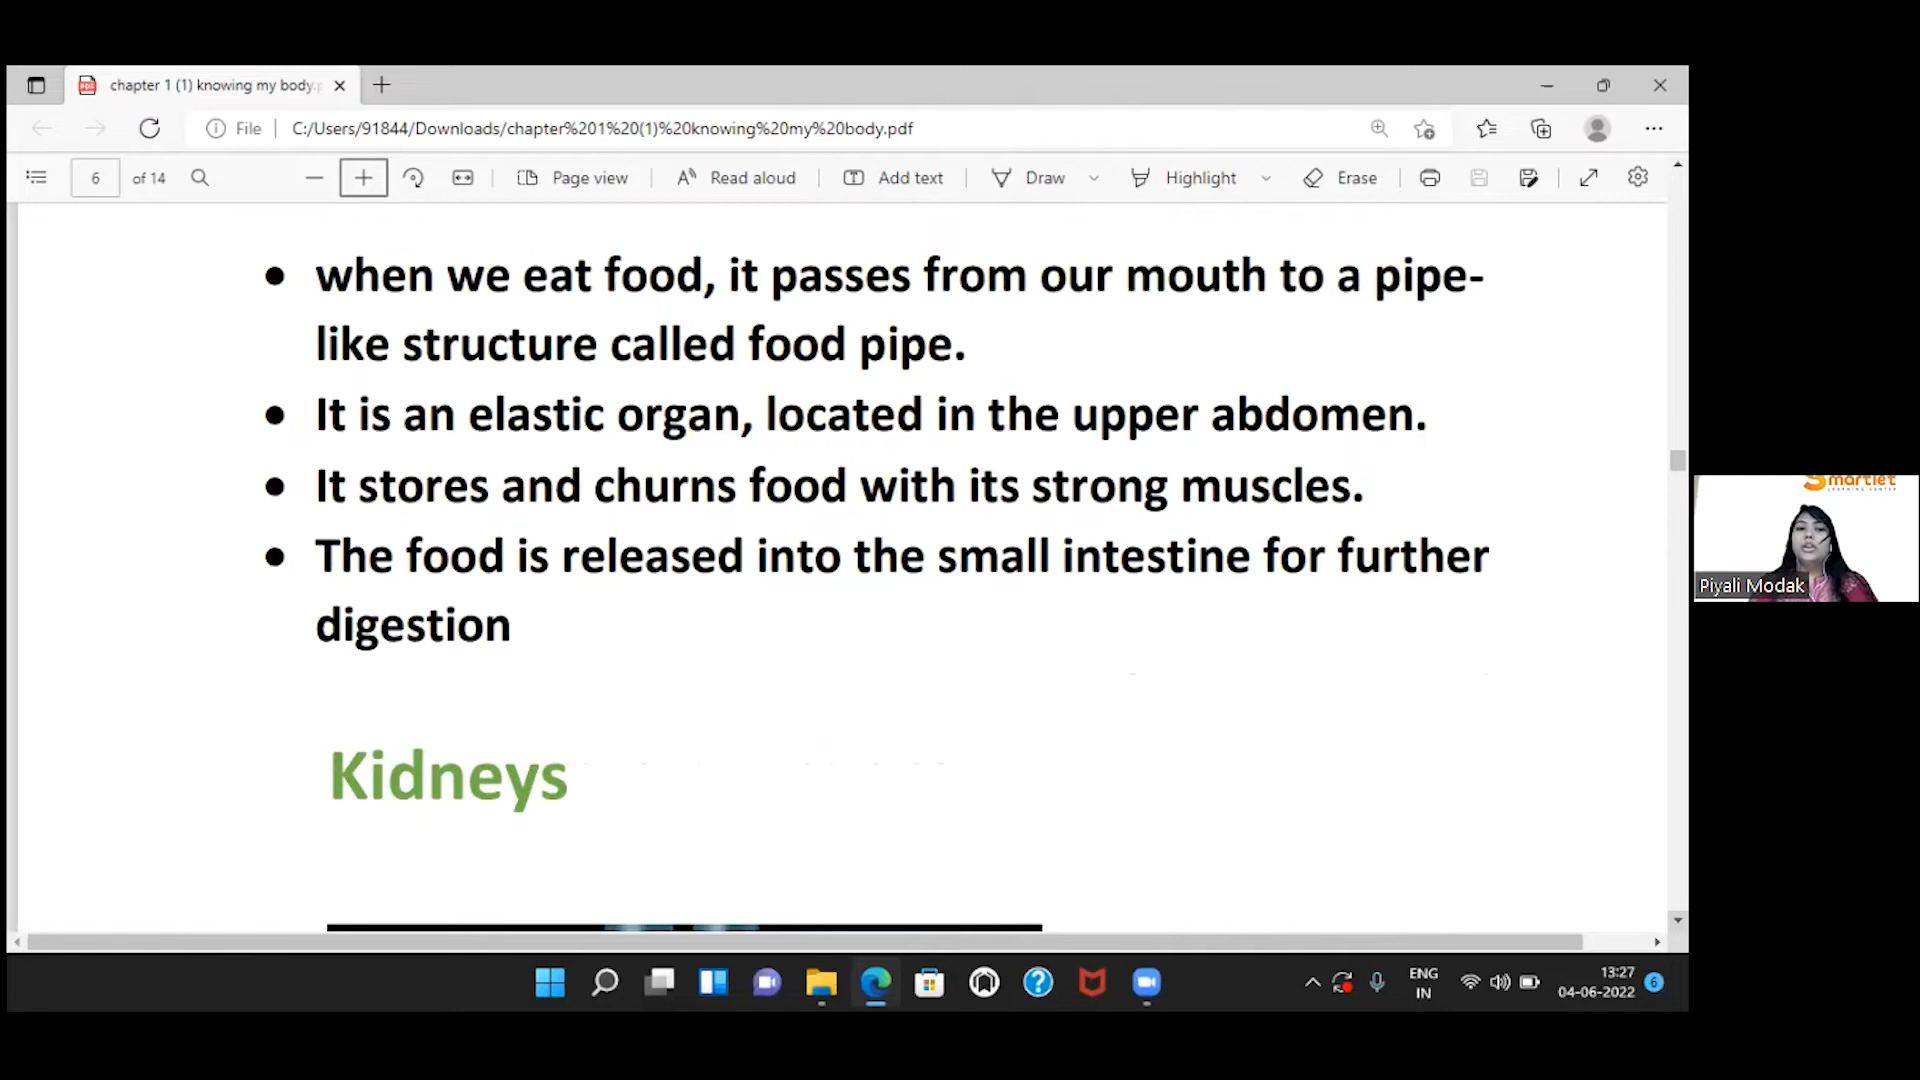 chapter 1 (1) knowing my body.p
File
C:/Users/91844/Downloads/chapter%201%20(1)%20knowing%20my%20body.pdf
6 of 14
Page view
Read aloud
Add text
Draw
Highlight
Erase
• when we eat food, it passes from our mouth to a pipe-
like structure called food pipe.
• It is an elastic organ, located in the upper abdomen.
• It stores and churns food with its strong muscles.
• The food is released into the small intestine for further
digestion
Kidneys
Smartlet
Piyali Modak
ENG
IN
13:27
04-06-2022
6